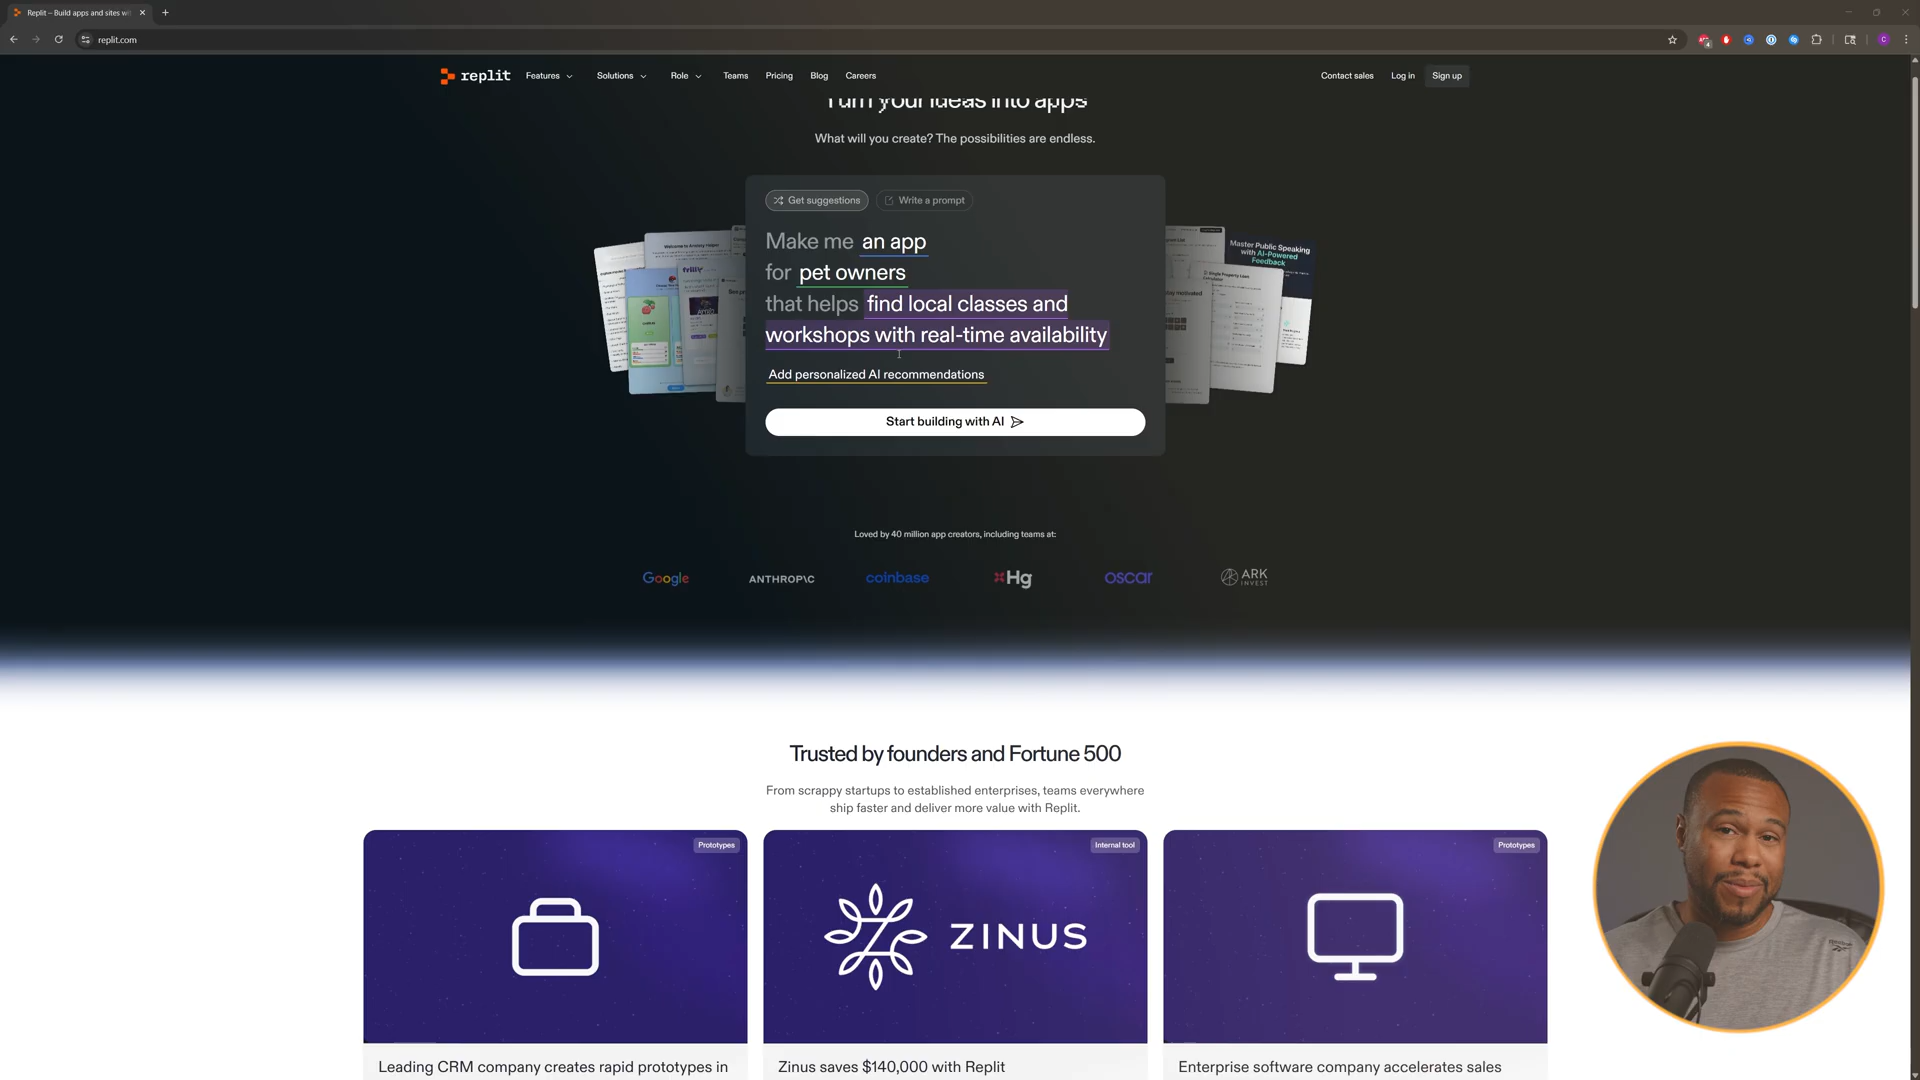 Replit – Build apps and sites wi
replit.com
replit
Features
Solutions
Role
Teams
Pricing
Blog
Careers
Contact sales
Log in
Sign up
Turn your ideas into apps
What will you create? The possibilities are endless.
Get suggestions
Write a prompt
Make me an app
for pet owners
that helps find local classes and
workshops with real-time availability
Add personalized AI recommendations
Start building with AI
Master Public Speaking
with AI-Powered
Feedback
frilly
Loved by 40 million app creators, including teams at:
Google
ANTHROP\C
coinbase
Hg
oscar
ARK
INVEST
Trusted by founders and Fortune 500
From scrappy startups to established enterprises, teams everywhere
ship faster and deliver more value with Replit.
Prototypes
Internal tool
Prototypes
ZINUS
Leading CRM company creates rapid prototypes in
Zinus saves $140,000 with Replit
Enterprise software company accelerates sales